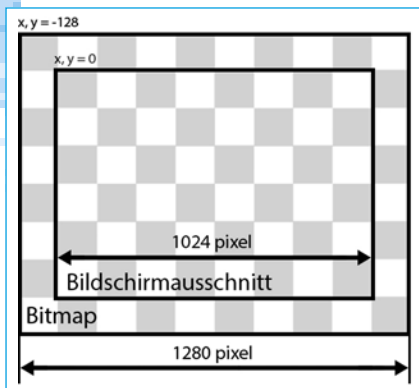 x, y = -128
x, y = 0
1024 pixel
Bildschirmausschnitt
Bitmap
1280 pixel